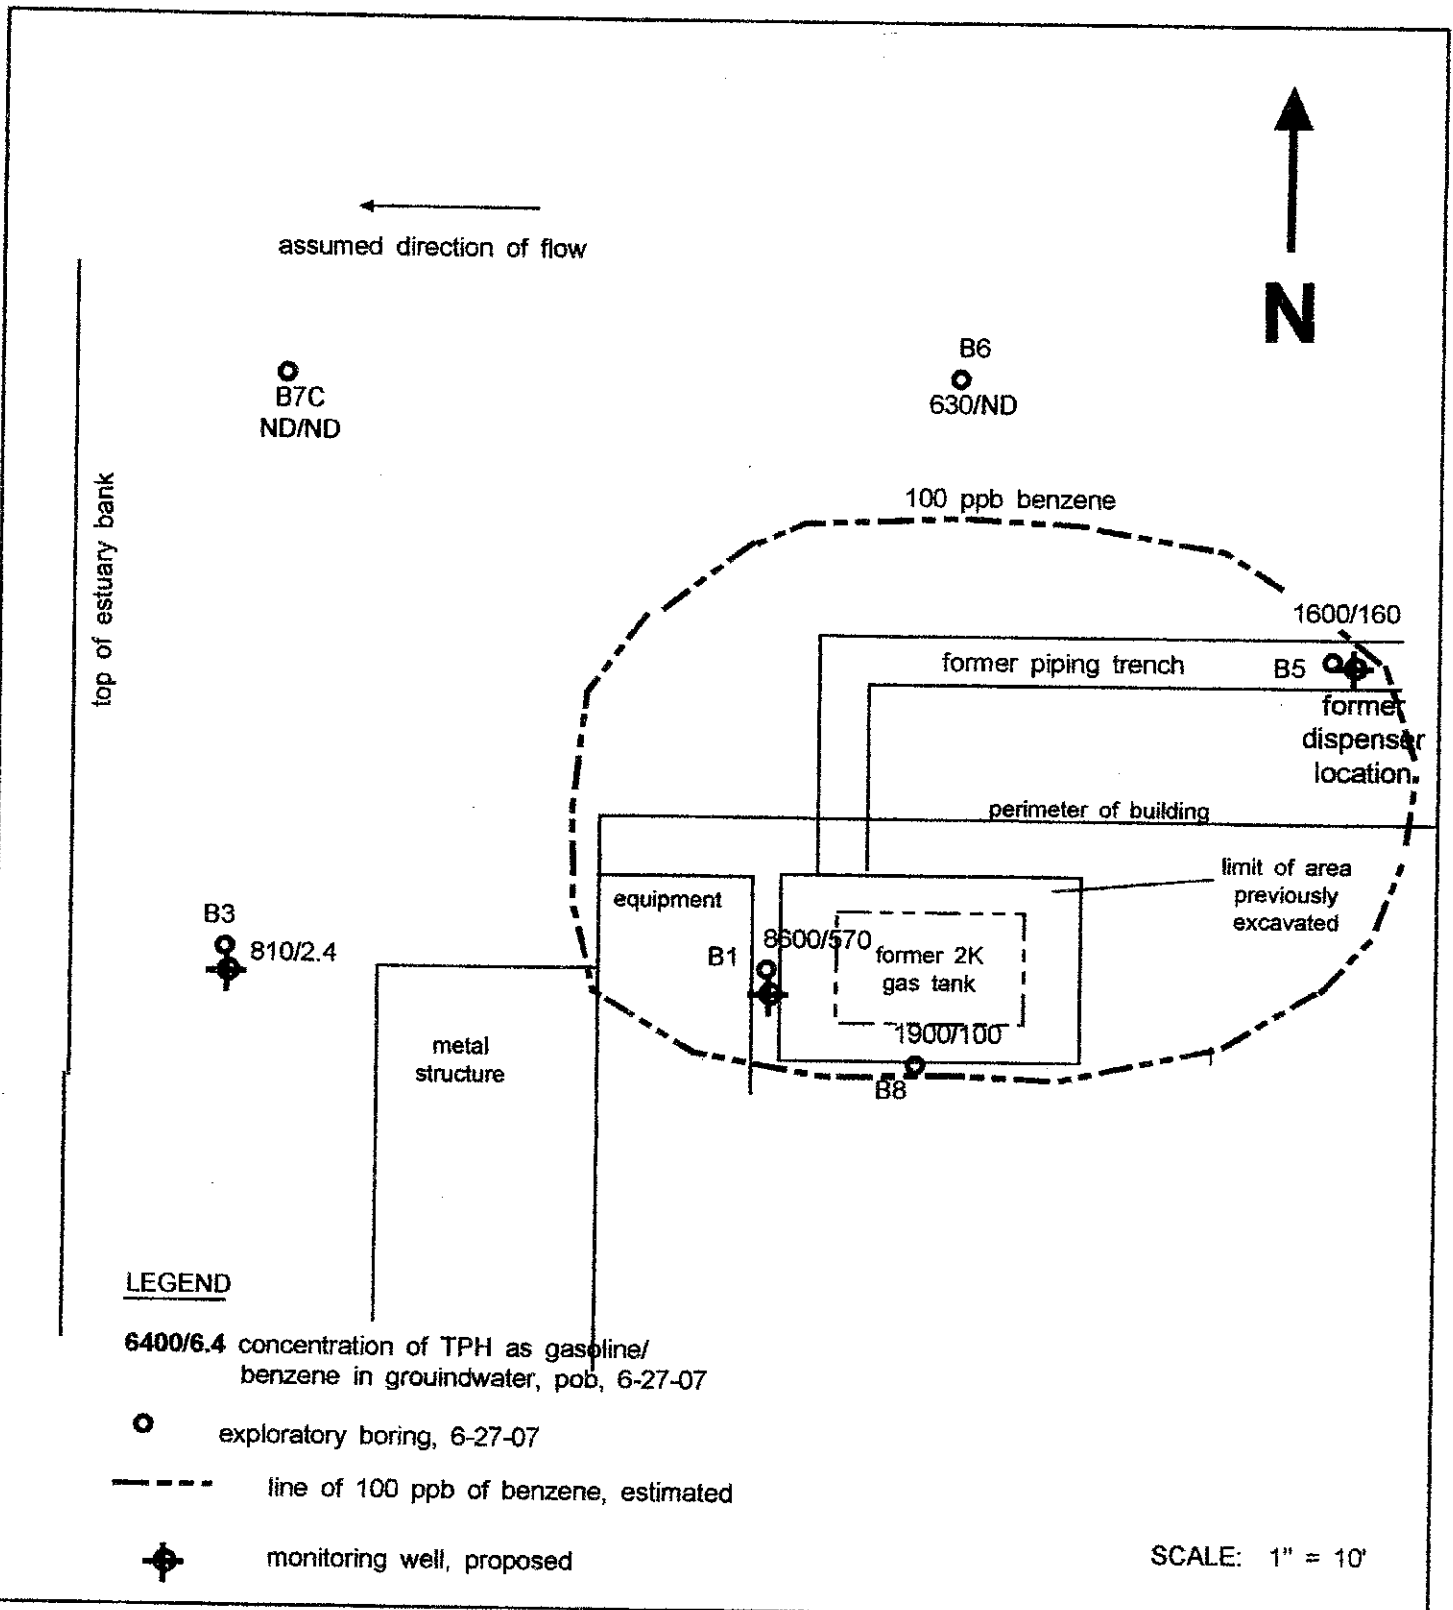 assumed direction of flow
N
B6
630/ND
B7C
ND/ND
top of estuary bank
100 ppb benzene
1600/160
former piping trench
B5
former
dispenser
location
perimeter of building
limit of area
previously
excavated
equipment
B3
810/2.4
B1
8600/570
former 2K
gas tank
1900/100
B8
metal
structure
LEGEND
6400/6.4 concentration of TPH as gasoline/
benzene in grouindwater, pob, 6-27-07
exploratory boring, 6-27-07
line of 100 ppb of benzene, estimated
monitoring well, proposed
SCALE: 1" = 10'